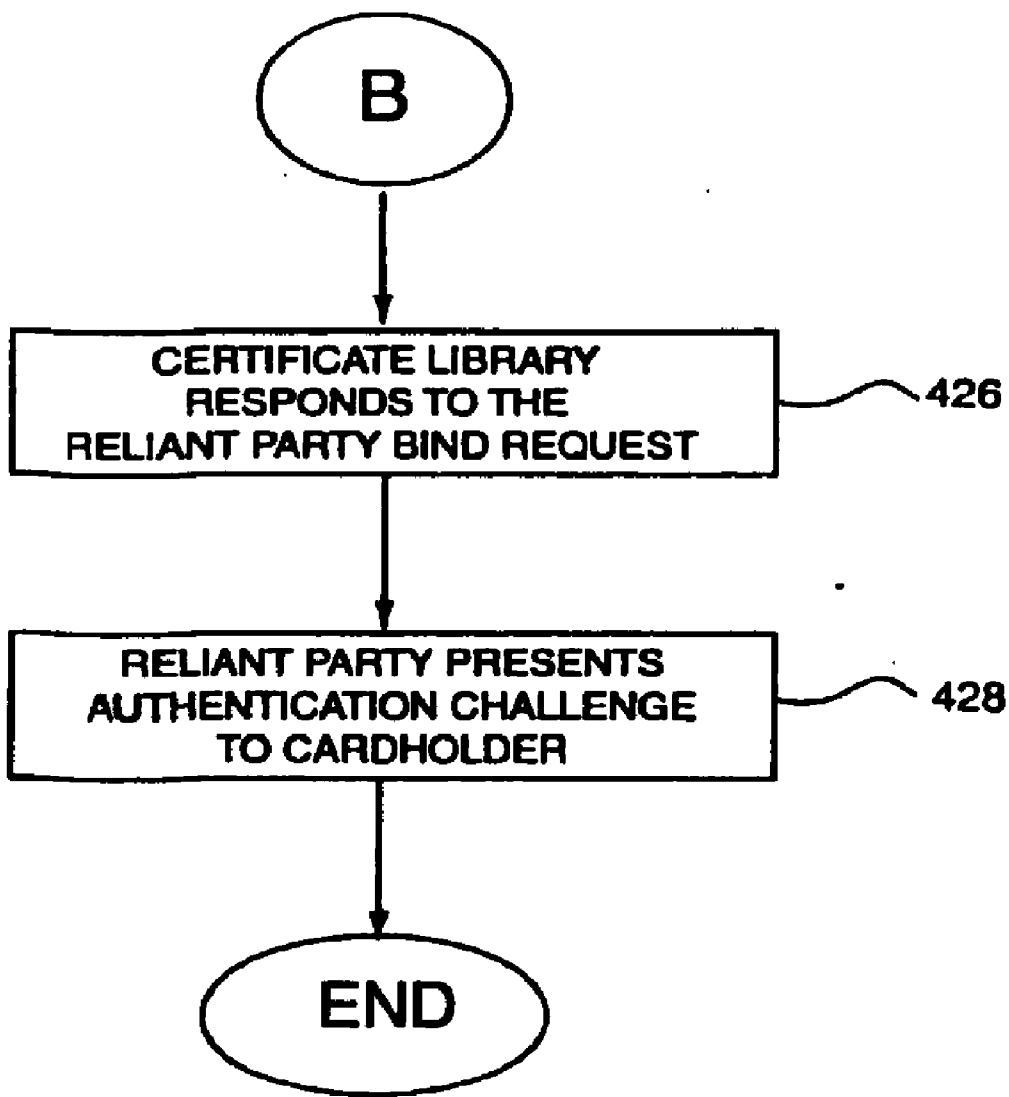 B
CERTIFICATE LIBRARY
RESPONDS TO THE
RELIANT PARTY BIND REQUEST
426
RELIANT PARTY PRESENTS
AUTHENTICATION CHALLENGE
TO CARDHOLDER
428
END